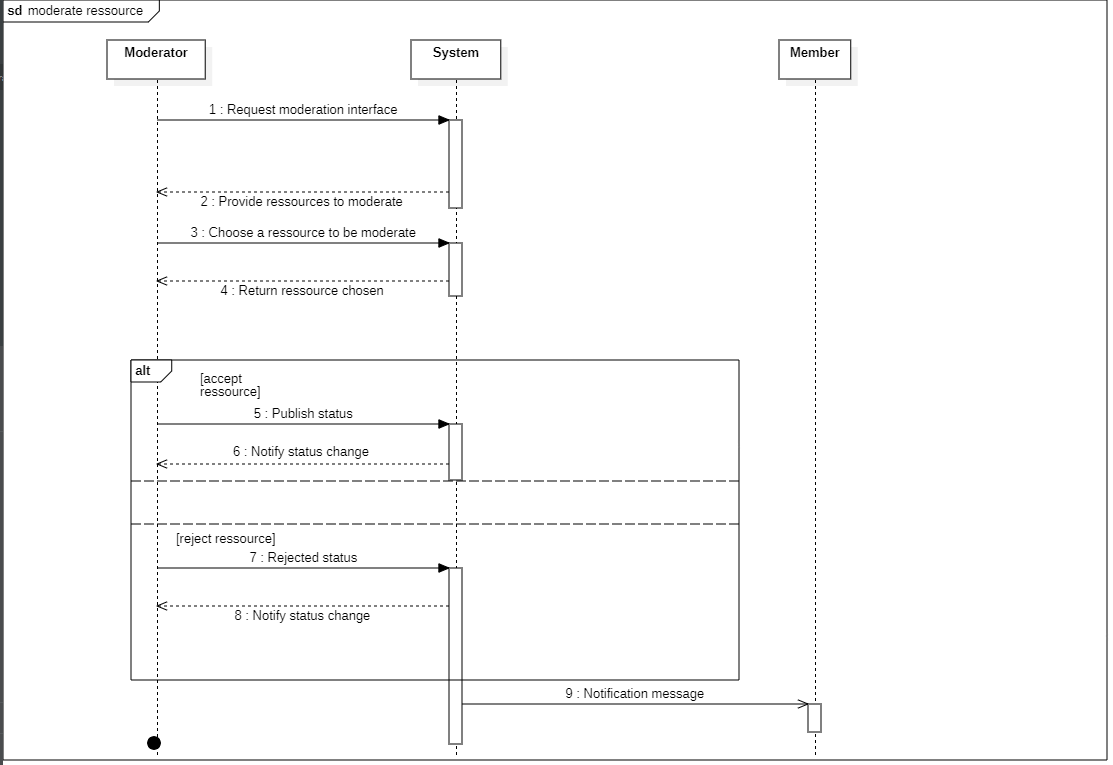 sd moderate ressource
Moderator
System
Member
1 : Request moderation interface
2 : Provide ressources to moderate
3 : Choose a ressource to be moderate
4 : Return ressource chosen
alt
[accept
ressource]
5 : Publish status
6 : Notify status change
[reject ressource]
7 : Rejected status
8 : Notify status change
9 : Notification message